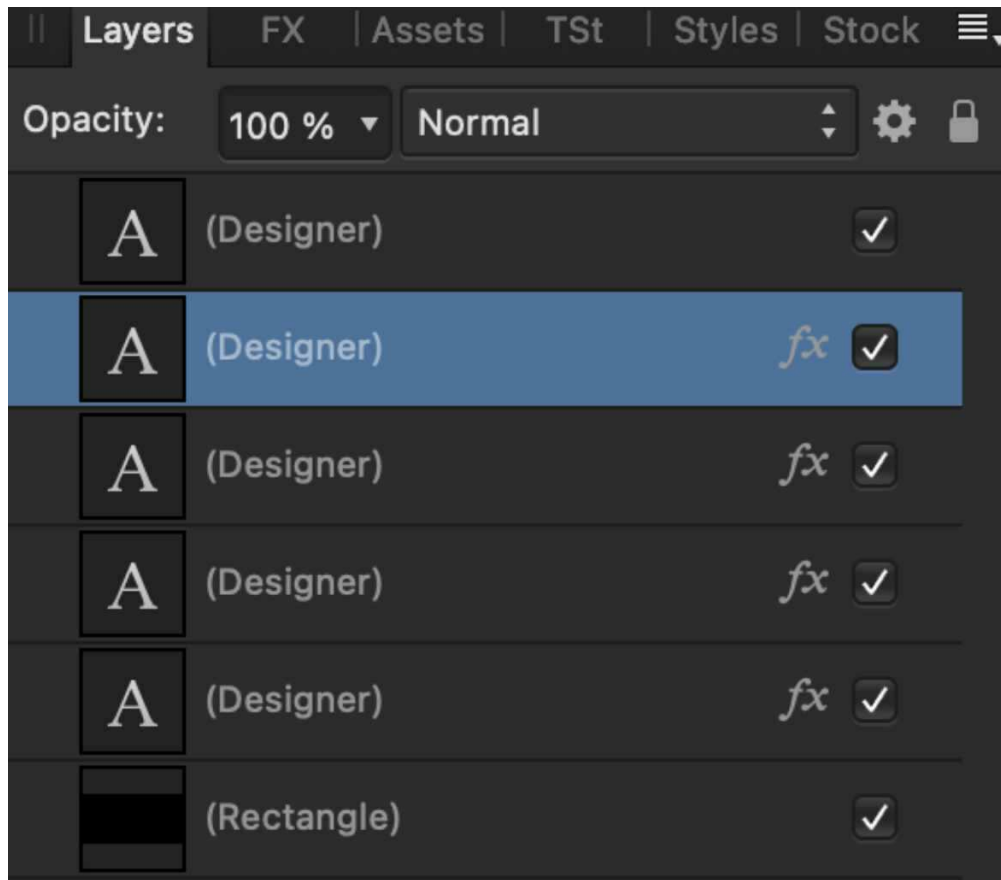 Layers FX Assets TSt Styles Stock
Opacity: 100 % Normal
A (Designer)
A (Designer) fx
A (Designer) fx
A (Designer) fx
A (Designer) fx
(Rectangle)